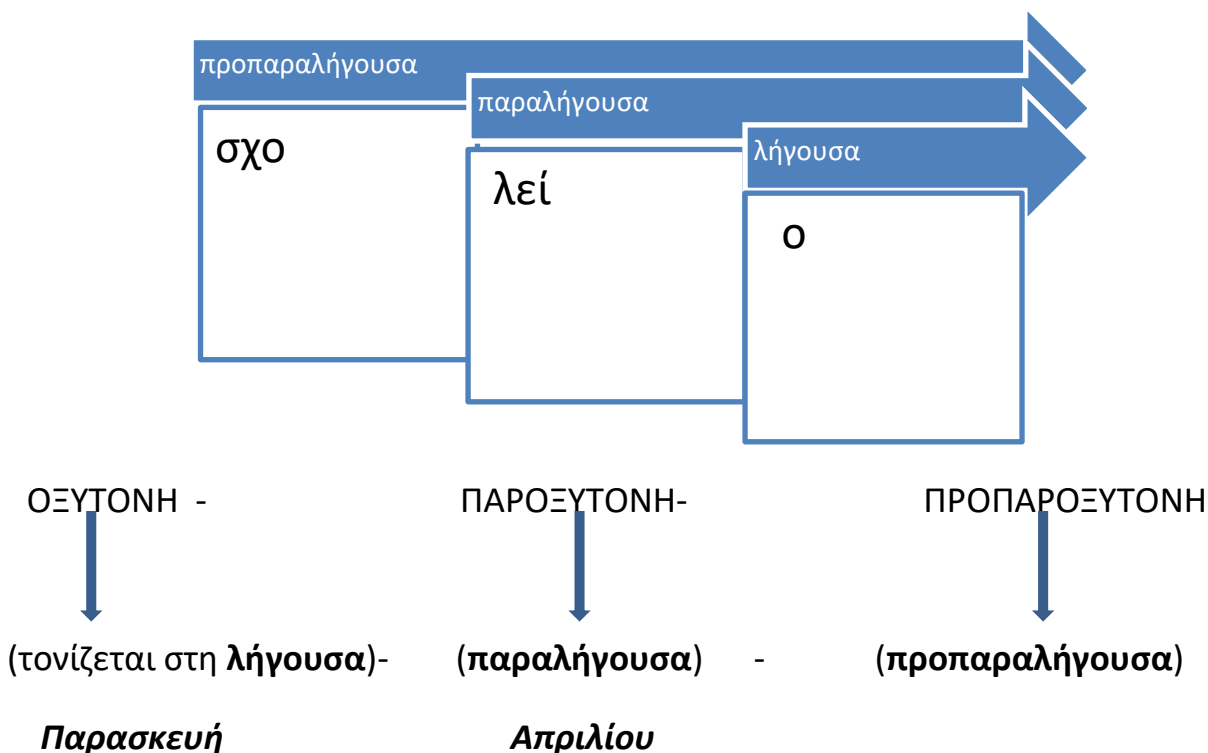 προπαραλήγουσα
παραλήγουσα
λήγουσα
σχο
λεί
ο
ΟΞΥΤΟΝΗ - ΠΑΡΟΞΥΤΟΝΗ- ΠΡΟΠΑΡΟΞΥΤΟΝΗ
(τονίζεται στη λήγουσα)- (παραλήγουσα) - (προπαραλήγουσα)
Παρασκευή Απριλίου